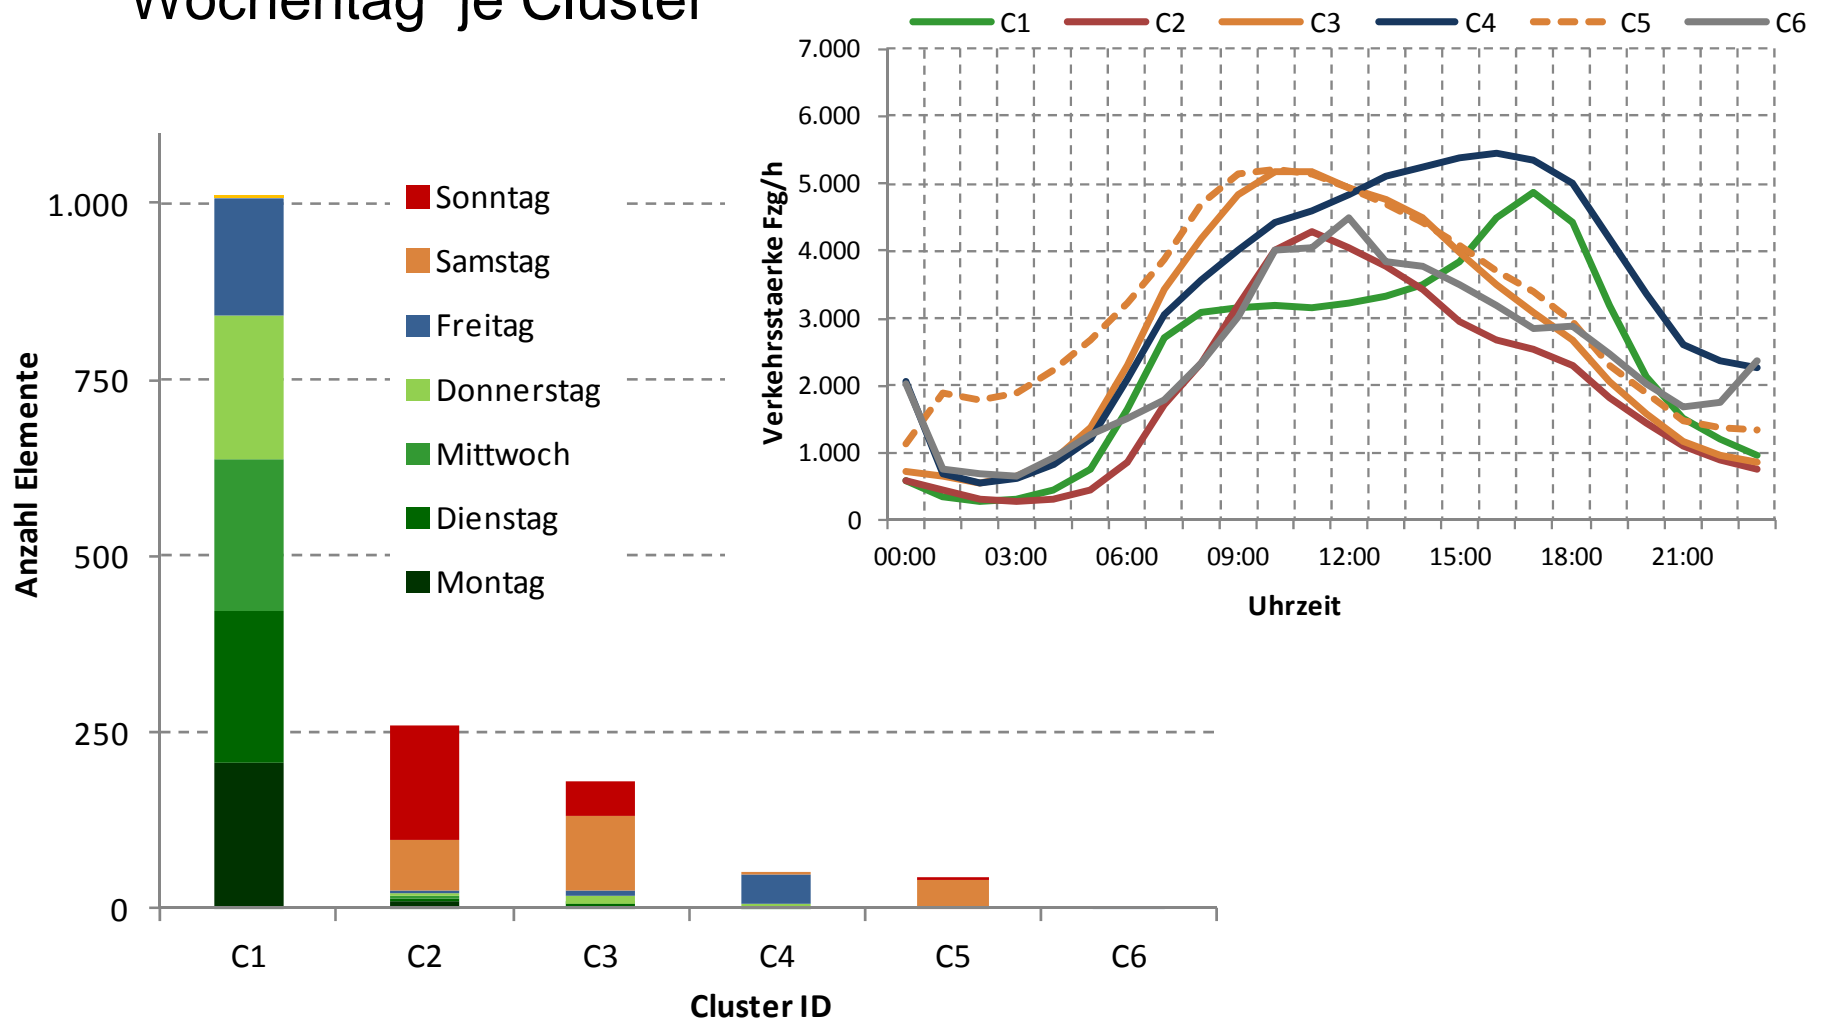 Wochentag je Cluster
Anzahl Elemente
1.000
750
500
250
0
Sonntag
Samstag
Freitag
Donnerstag
Mittwoch
Dienstag
Montag
C1 C2 C3 C4 C5 C6
Cluster ID
C1 C2 C3 C4 C5 C6
Verkehrsstaerke Fzg/h
7.000
6.000
5.000
4.000
3.000
2.000
1.000
0
00:00 03:00 06:00 09:00 12:00 15:00 18:00 21:00
Uhrzeit